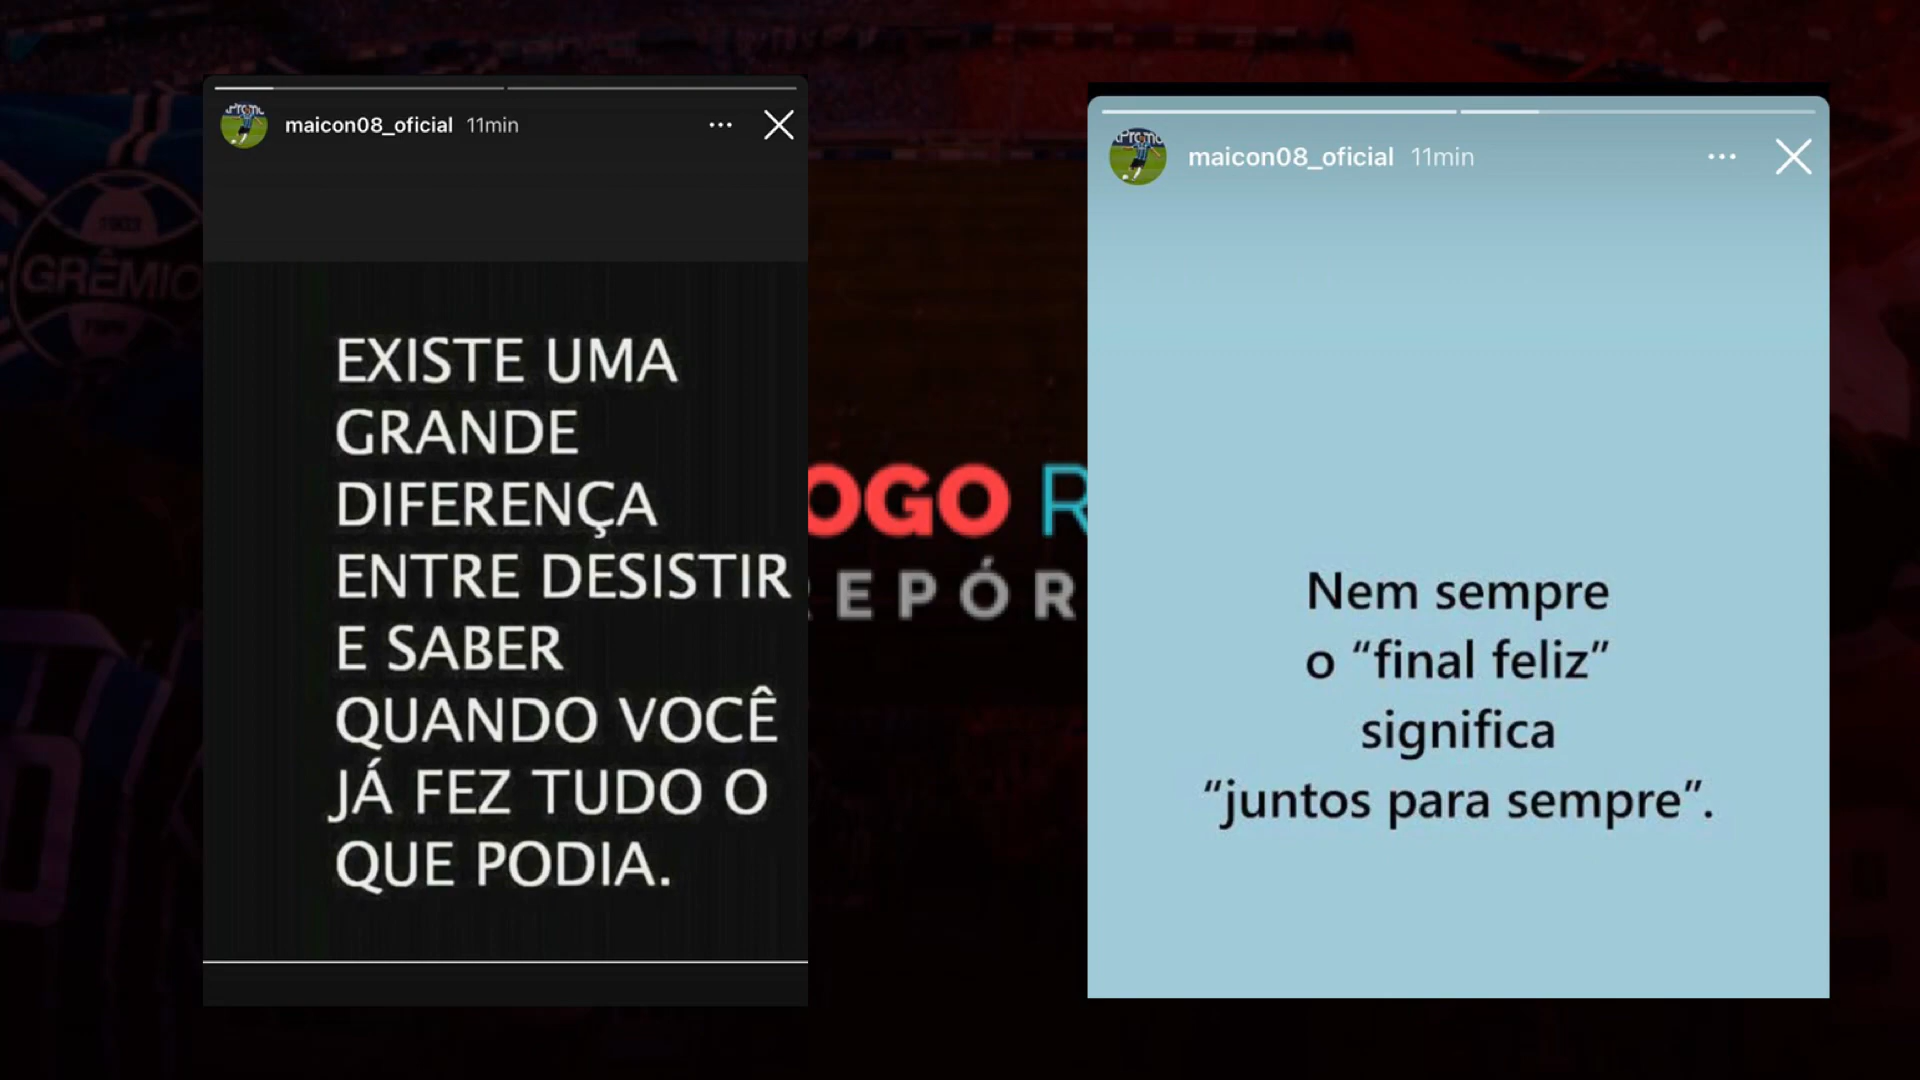 maicon08_oficial 11min
EXISTE UMA
GRANDE
DIFERENÇA
ENTRE DESISTIR
E SABER
QUANDO VOCÊ
JÁ FEZ TUDO O
QUE PODIA.
maicon08_oficial 11min
Nem sempre
o “final feliz”
significa
“juntos para sempre”.
OGO R
EPÓR
1903
GRÊMIO